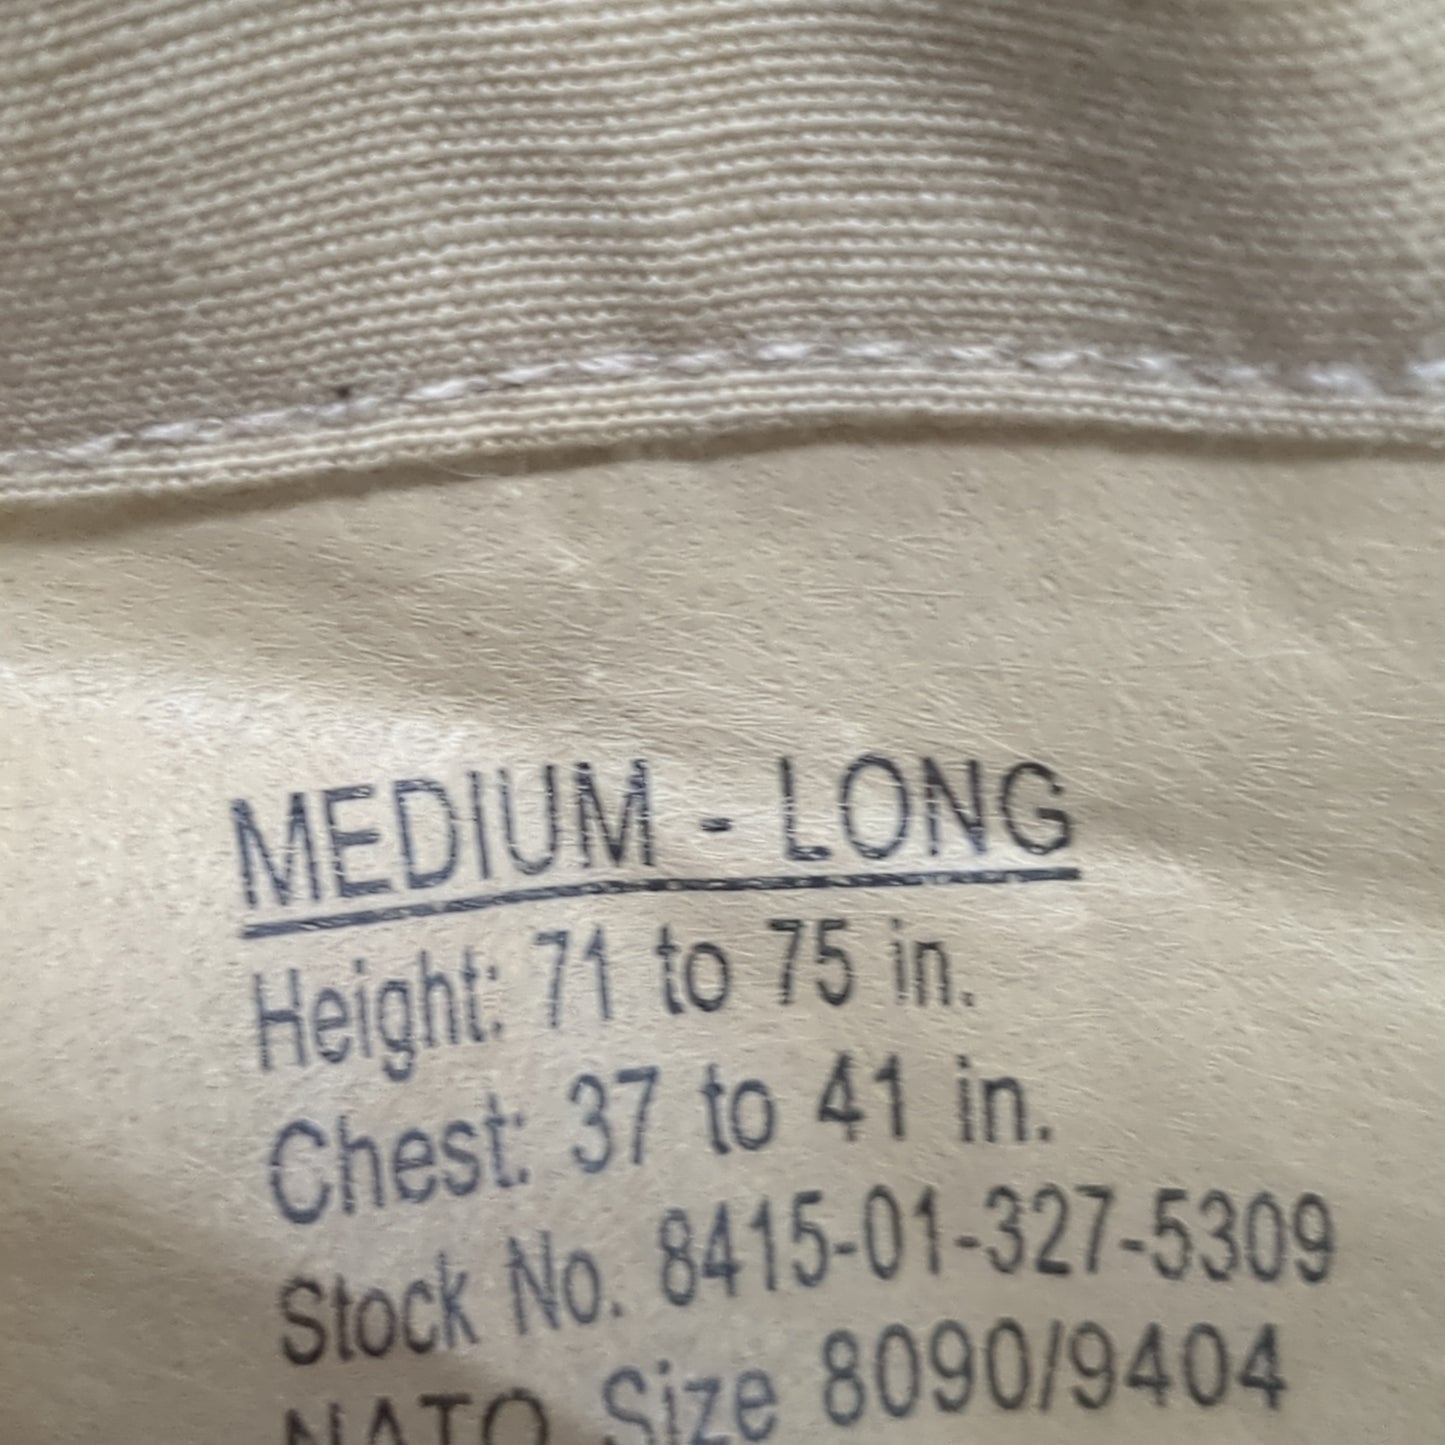 MEDIUM - LONG
Height: 71 to 75 in.
Chest: 37 to 41 in.
Stock No. 8415-01-327-5309
NATO Size 8090/9404